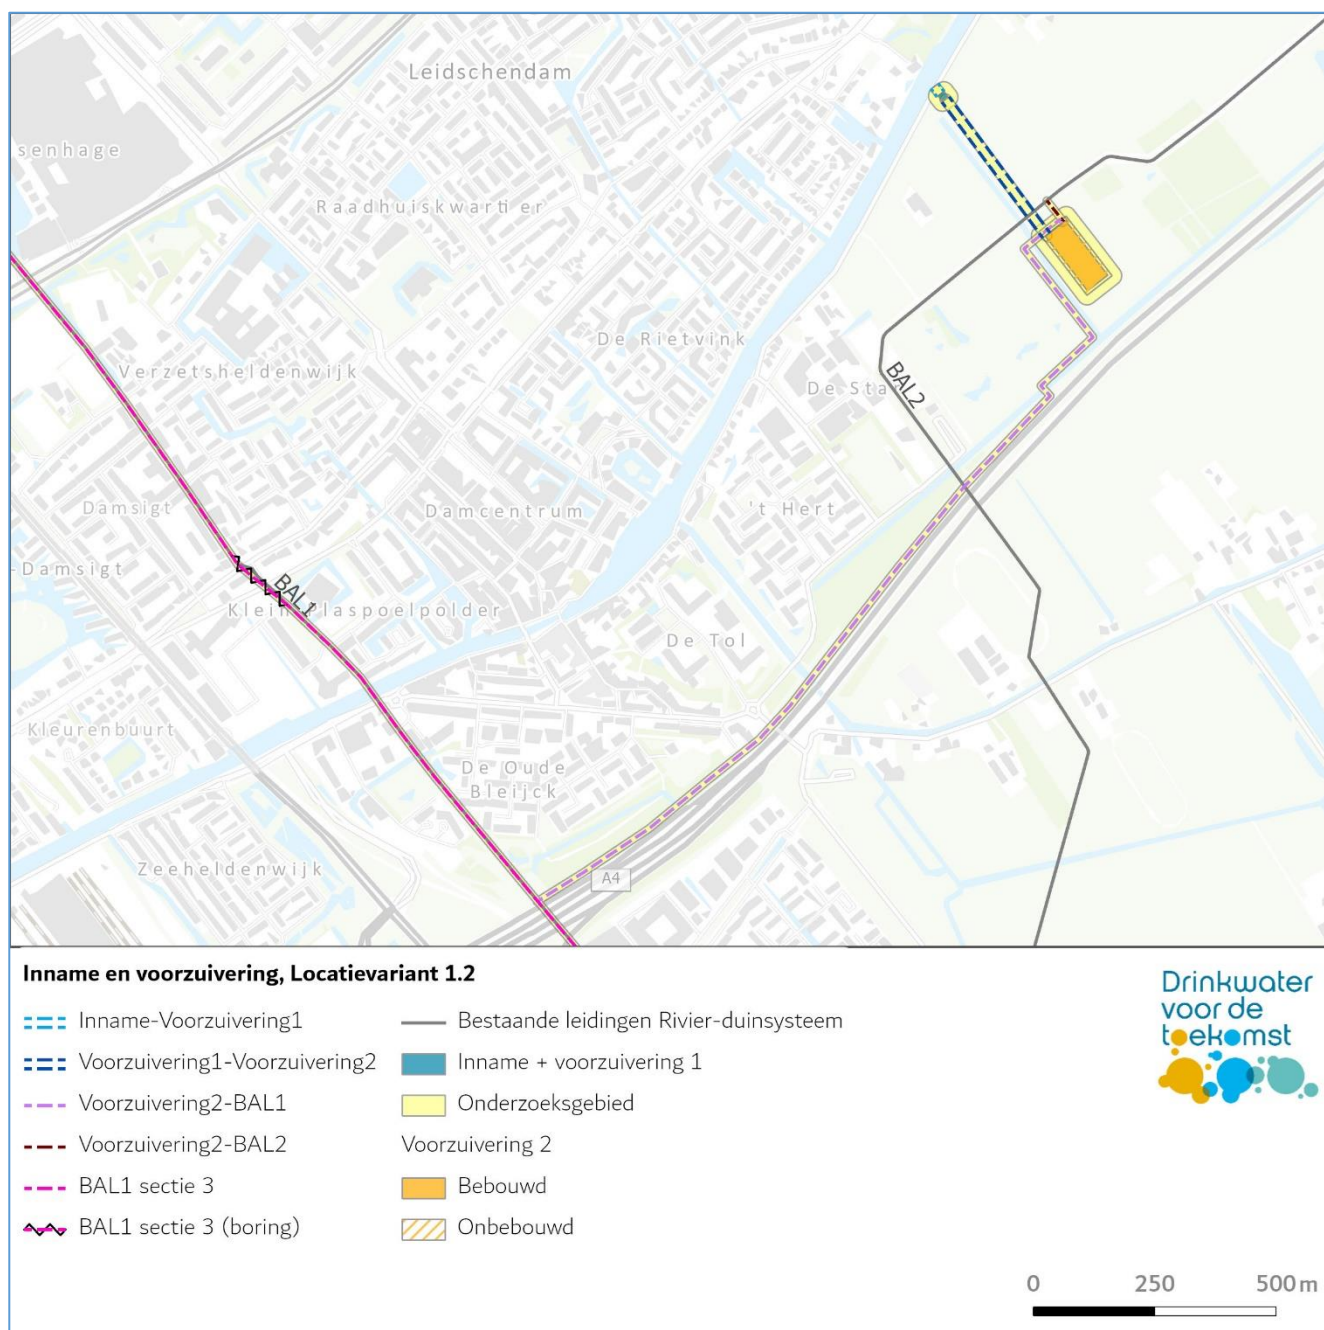 Leidschendam
senhage
Raadhuiskwartier
De Rietvink
Verzetsheldenwijk
De Sta
BAL2
Damsigt
Damcentrum
't Hert
-Damsigt
BAL1
De Tol
Kleurenbuurt
De Oude
Bleijck
Zeeheldenwijk
A4
Inname en voorzuivering, Locatievariant 1.2
Inname-Voorzuivering1
Voorzuivering1-Voorzuivering2
Voorzuivering2-BAL1
Voorzuivering2-BAL2
BAL1 sectie 3
BAL1 sectie 3 (boring)
Bestaande leidingen Rivier-duinsysteem
Inname + voorzuivering 1
Onderzoeksgebied
Voorzuivering 2
Bebouwd
Onbebouwd
Drinkwater
voor de
toekomst
0 250 500 m